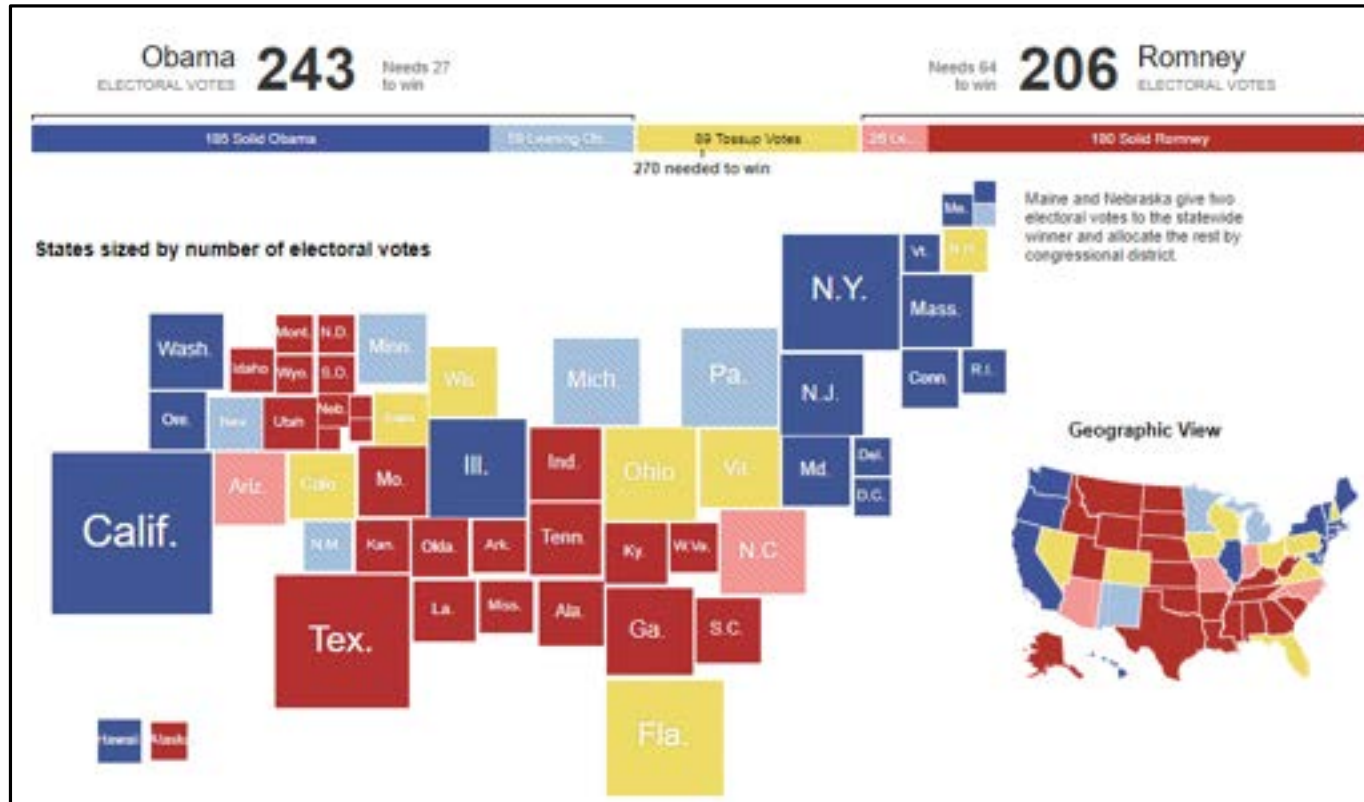 Obama
ELECTORAL VOTES
243
Needs 27
to win
Needs 64
to win
206
Romney
ELECTORAL VOTES
185 Solid Obama
Leaning
89 Tossup Votes
180 Solid Romney
270 needed to win
Maine and Nebraska give two
electoral votes to the statewide
winner and allocate the rest by
congressional district.
States sized by number of electoral votes
Me.
N.Y.
Vt.
N.H.
Mass.
Wash.
Mont.
N.D.
Minn.
Wis.
Mich.
Pa.
N.J.
Conn.
R.I.
Idaho
Wyo.
S.D.
Ore.
Nev.
Utah
Neb.
Iowa
Ill.
Ind.
Ohio
Vir.
Md.
Del.
D.C.
Geographic View
Calif.
Ariz.
Colo.
Mo.
N.M.
Kan.
Okla.
Ark.
Tenn.
Ky.
W.Va.
N.C
Tex.
La.
Miss.
Ala.
Ga.
S.C.
Fla.
Hawaii
Alaska